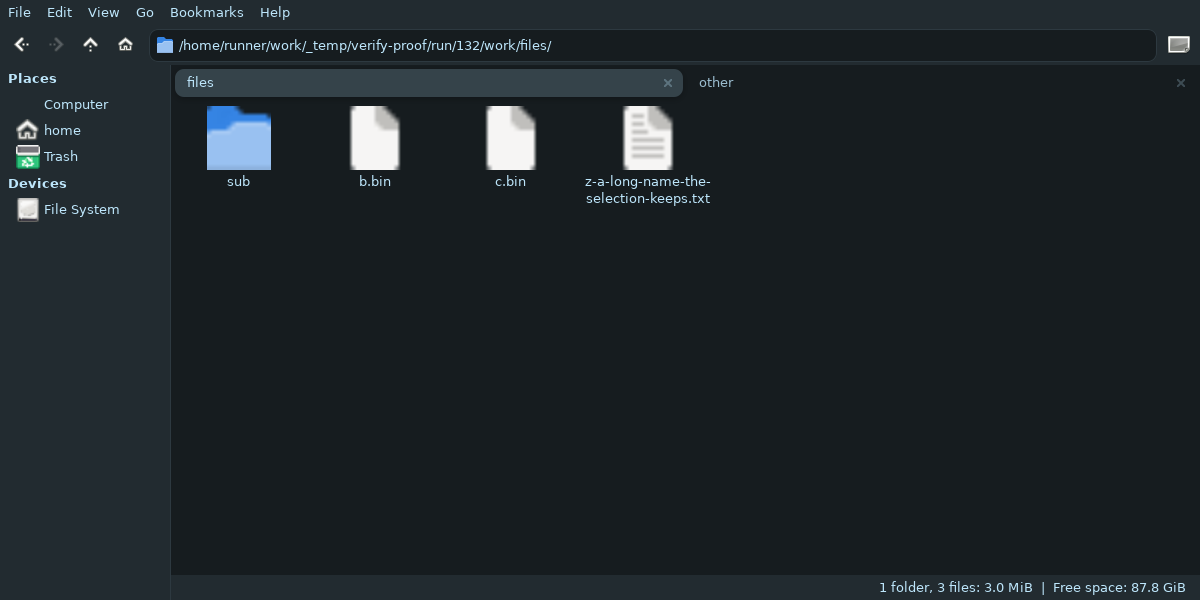 File Edit View Go Bookmarks Help
/home/runner/work/_temp/verify-proof/run/132/work/files/
Places
Computer
home
Trash
Devices
File System
files
other
sub
b.bin
c.bin
z-a-long-name-the-
selection-keeps.txt
1 folder, 3 files: 3.0 MiB | Free space: 87.8 GiB